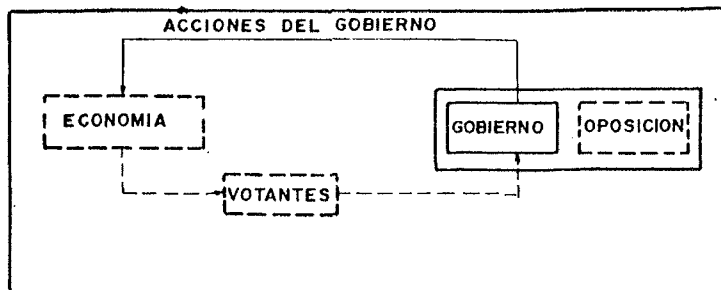 ACCIONES DEL GOBIERNO
ECONOMIA
GOBIERNO
OPOSICION
VOTANTES